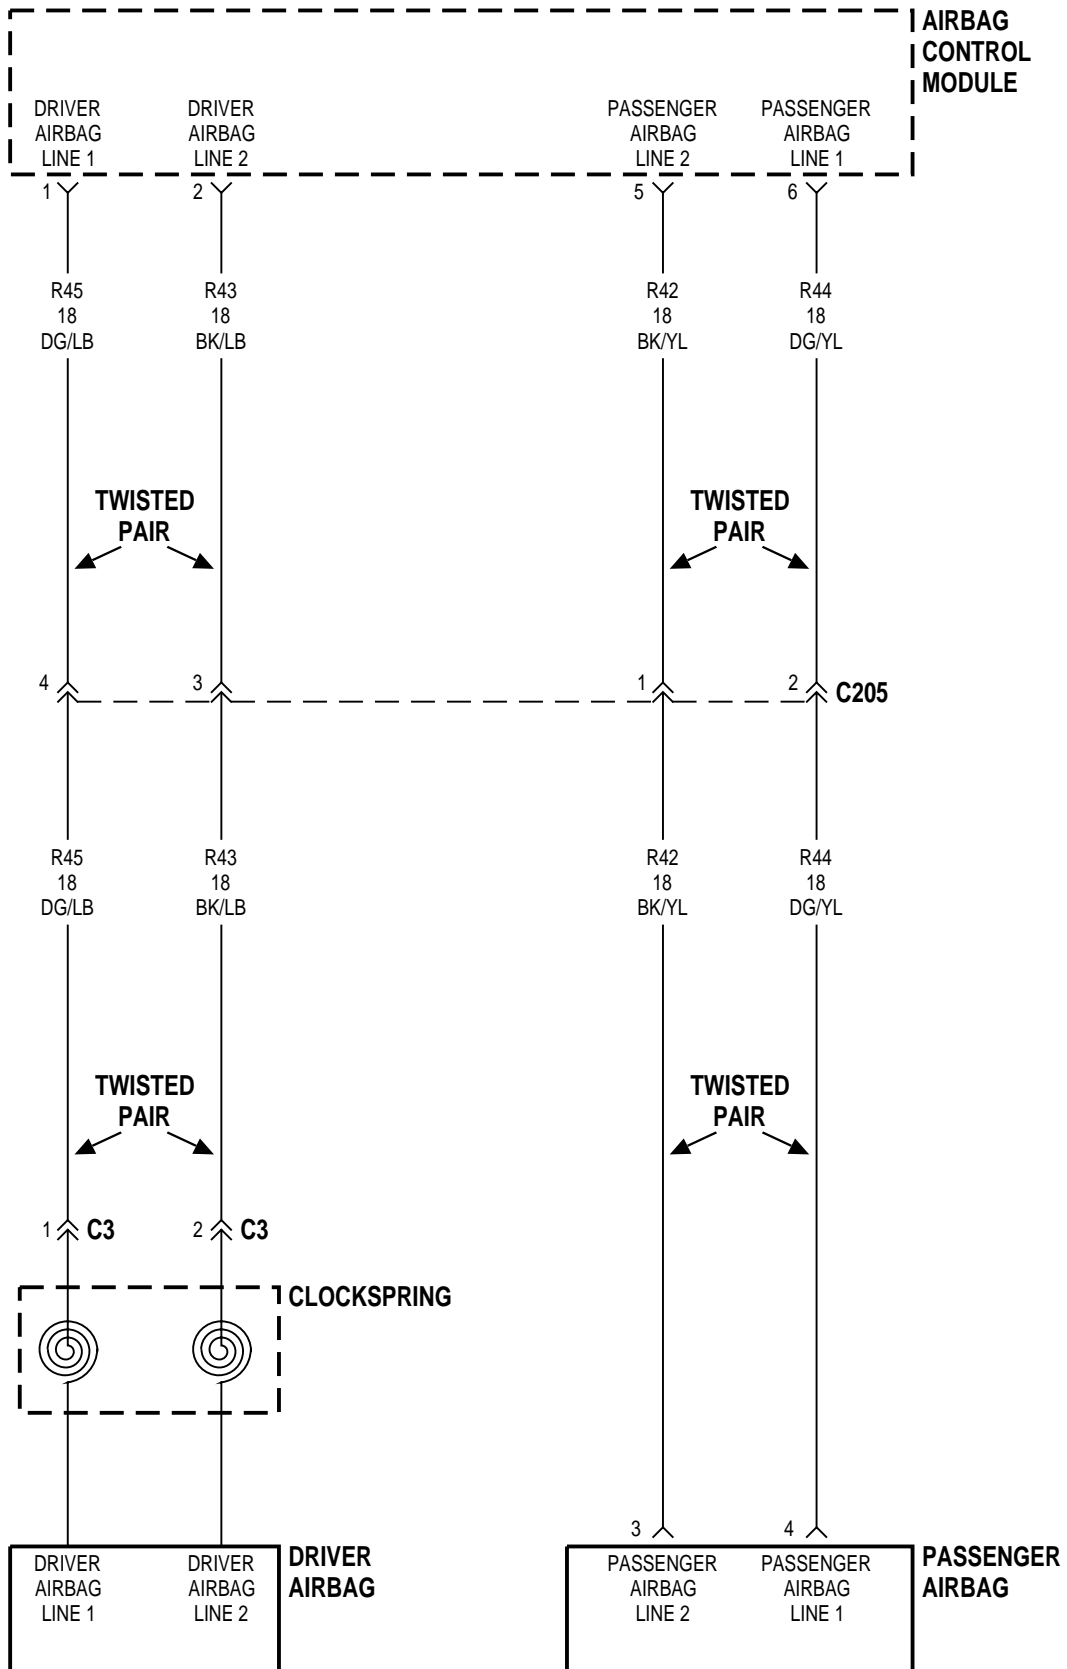 AIRBAG
CONTROL
MODULE
DRIVER
AIRBAG
LINE 1
DRIVER
AIRBAG
LINE 2
PASSENGER
AIRBAG
LINE 2
PASSENGER
AIRBAG
LINE 1
1
2
5
6
R45
18
DG/LB
R43
18
BK/LB
R42
18
BK/YL
R44
18
DG/YL
TWISTED
PAIR
TWISTED
PAIR
4
3
1
2
C205
R45
18
DG/LB
R43
18
BK/LB
R42
18
BK/YL
R44
18
DG/YL
TWISTED
PAIR
TWISTED
PAIR
1
C3
2
C3
CLOCKSPRING
3
4
DRIVER
AIRBAG
LINE 1
DRIVER
AIRBAG
LINE 2
DRIVER
AIRBAG
PASSENGER
AIRBAG
LINE 2
PASSENGER
AIRBAG
LINE 1
PASSENGER
AIRBAG